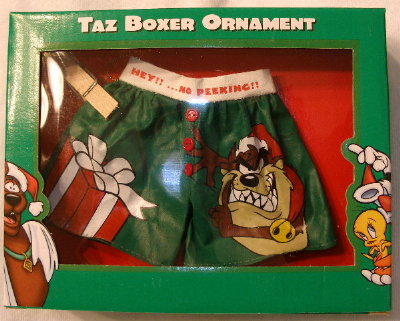 TAZ BOXER ORNAMENT
HEY!! ...NO PEEKING!!